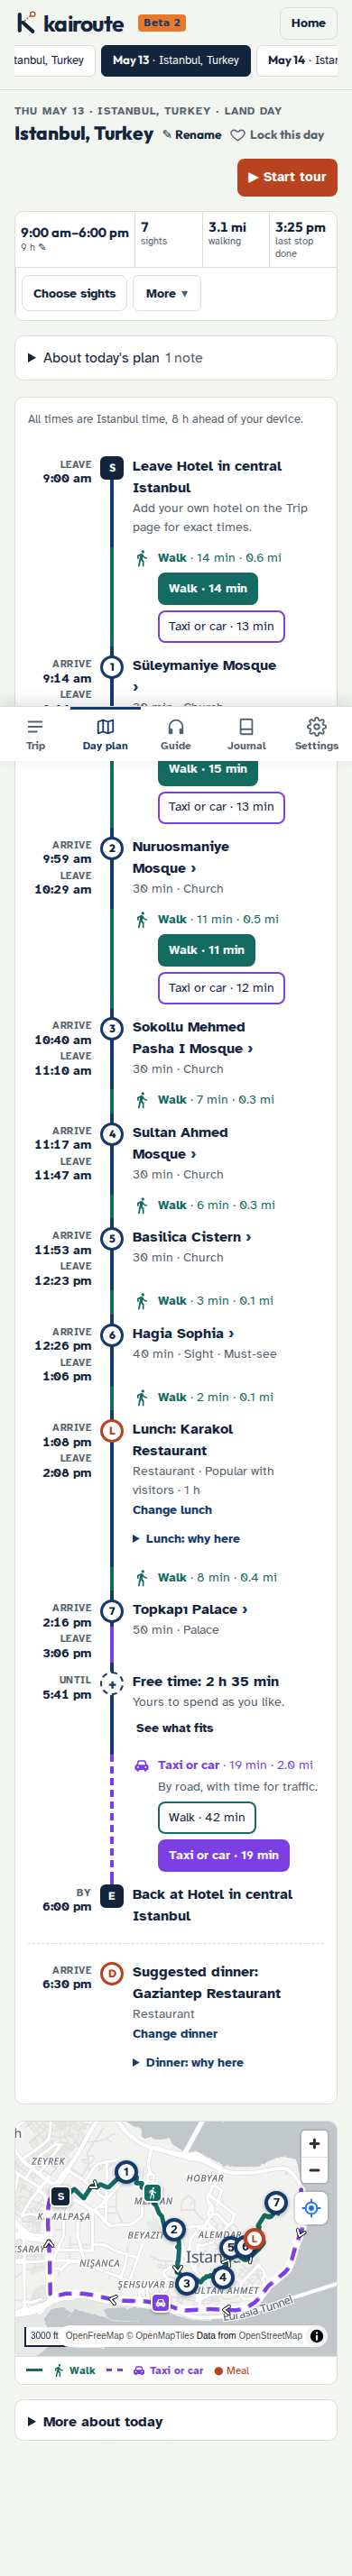 kairoute Beta 2 Home
tanbul, Turkey May 13 · Istanbul, Turkey May 14 · Istan
THU MAY 13 · ISTANBUL, TURKEY · LAND DAY
Istanbul, Turkey ✎ Rename Lock this day
▶ Start tour
9:00 am–6:00 pm
9 h ✎
7
sights
3.1 mi
walking
3:25 pm
last stop
done
Choose sights More ▾
▶ About today's plan 1 note
All times are Istanbul time, 8 h ahead of your device.
LEAVE
9:00 am
S
Leave Hotel in central
Istanbul
Add your own hotel on the Trip
page for exact times.
Walk · 14 min · 0.6 mi
Walk · 14 min
Taxi or car · 13 min
ARRIVE
9:14 am
LEAVE
1
Süleymaniye Mosque
›
Trip Day plan Guide Journal Settings
Walk · 15 min
Taxi or car · 13 min
ARRIVE
9:59 am
LEAVE
10:29 am
2
Nuruosmaniye
Mosque ›
30 min · Church
Walk · 11 min · 0.5 mi
Walk · 11 min
Taxi or car · 12 min
ARRIVE
10:40 am
LEAVE
11:10 am
3
Sokollu Mehmed
Pasha I Mosque ›
30 min · Church
Walk · 7 min · 0.3 mi
ARRIVE
11:17 am
LEAVE
11:47 am
4
Sultan Ahmed
Mosque ›
30 min · Church
Walk · 6 min · 0.3 mi
ARRIVE
11:53 am
LEAVE
12:23 pm
5
Basilica Cistern ›
30 min · Church
Walk · 3 min · 0.1 mi
ARRIVE
12:26 pm
LEAVE
1:06 pm
6
Hagia Sophia ›
40 min · Sight · Must-see
Walk · 2 min · 0.1 mi
ARRIVE
1:08 pm
LEAVE
2:08 pm
L
Lunch: Karakol
Restaurant
Restaurant · Popular with
visitors · 1 h
Change lunch
▶ Lunch: why here
Walk · 8 min · 0.4 mi
ARRIVE
2:16 pm
LEAVE
3:06 pm
7
Topkapı Palace ›
50 min · Palace
UNTIL
5:41 pm
+
Free time: 2 h 35 min
Yours to spend as you like.
See what fits
Taxi or car · 19 min · 2.0 mi
By road, with time for traffic.
Walk · 42 min
Taxi or car · 19 min
BY
6:00 pm
E
Back at Hotel in central
Istanbul
ARRIVE
6:30 pm
D
Suggested dinner:
Gaziantep Restaurant
Restaurant
Change dinner
▶ Dinner: why here
h
ZEYREK
HOBYAR
+
−
S
1
7
2
L
5
4
3
NIŞANCA
Eurasia Tunnel
3000 ft OpenFreeMap © OpenMapTiles Data from OpenStreetMap
Walk Taxi or car Meal
▶ More about today